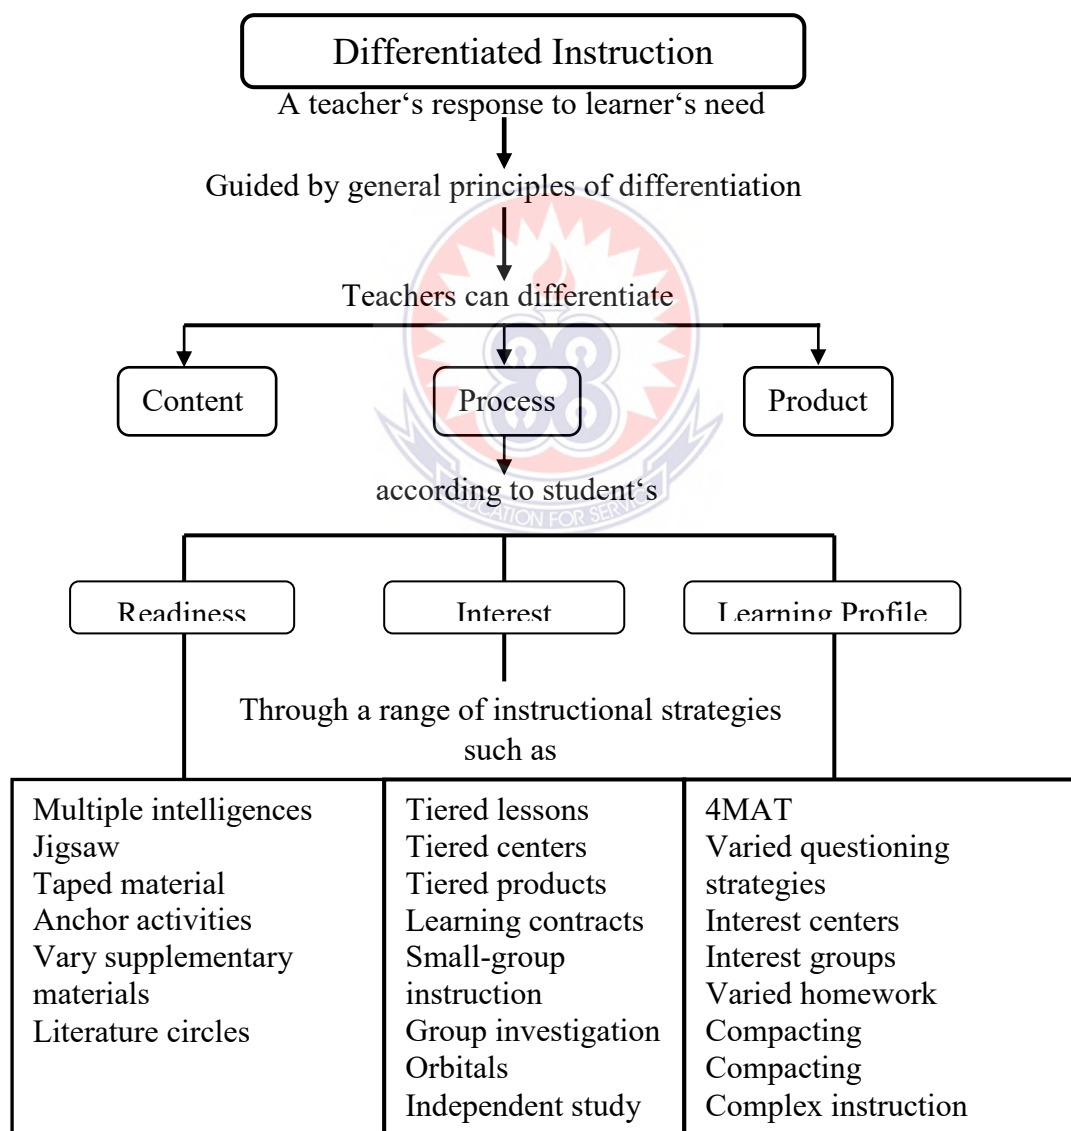 Differentiated Instruction
A teacher‘s response to learner‘s need
Guided by general principles of differentiation
Teachers can differentiate
Content
Process
Product
according to student‘s
EDUCATION FOR SERVICE
Readiness
Interest
Learning Profile
Through a range of instructional strategies
such as
Multiple intelligences
Jigsaw
Taped material
Anchor activities
Vary supplementary
materials
Literature circles
Tiered lessons
Tiered centers
Tiered products
Learning contracts
Small-group
instruction
Group investigation
Orbitals
Independent study
4MAT
Varied questioning
strategies
Interest centers
Interest groups
Varied homework
Compacting
Compacting
Complex instruction